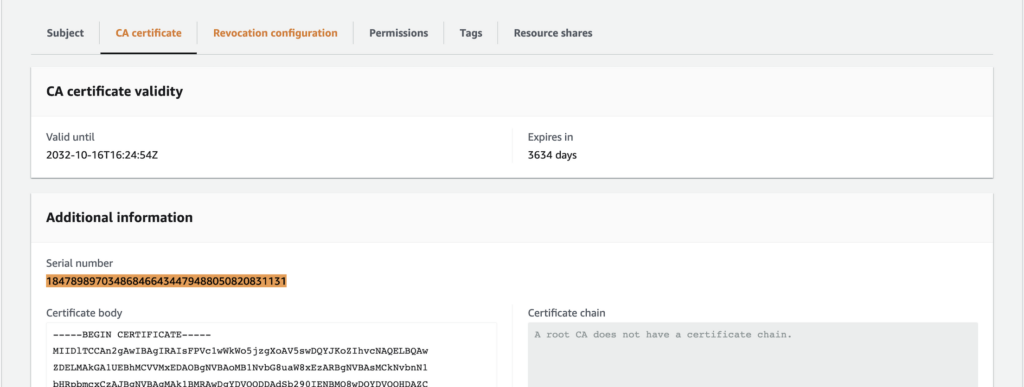 Subject CA certificate Revocation configuration Permissions Tags Resource shares
CA certificate validity
Valid until
2032-10-16T16:24:54Z
Expires in
3634 days
Additional information
Serial number
184789897034868466434479488050820831131
Certificate body
-----BEGIN CERTIFICATE-----
MIIDlTCCAn2gAwIBAgIRAIsFPVc1wWkWo5jzgXoAV5swDQYJKoZIhvcNAQELBQAw
ZDELMAkGA1UEBhMCVVMxEDAOBgNVBAoMB1NvbG8uaW8xEzARBgNVBAsMCkNvbnN1
bHRpbmcxCzAJBgNVBAgMAk1BMRAwDgYDVQQDDAdSb290IENBMQ8wDQYDVQQHDAZC
Certificate chain
A root CA does not have a certificate chain.